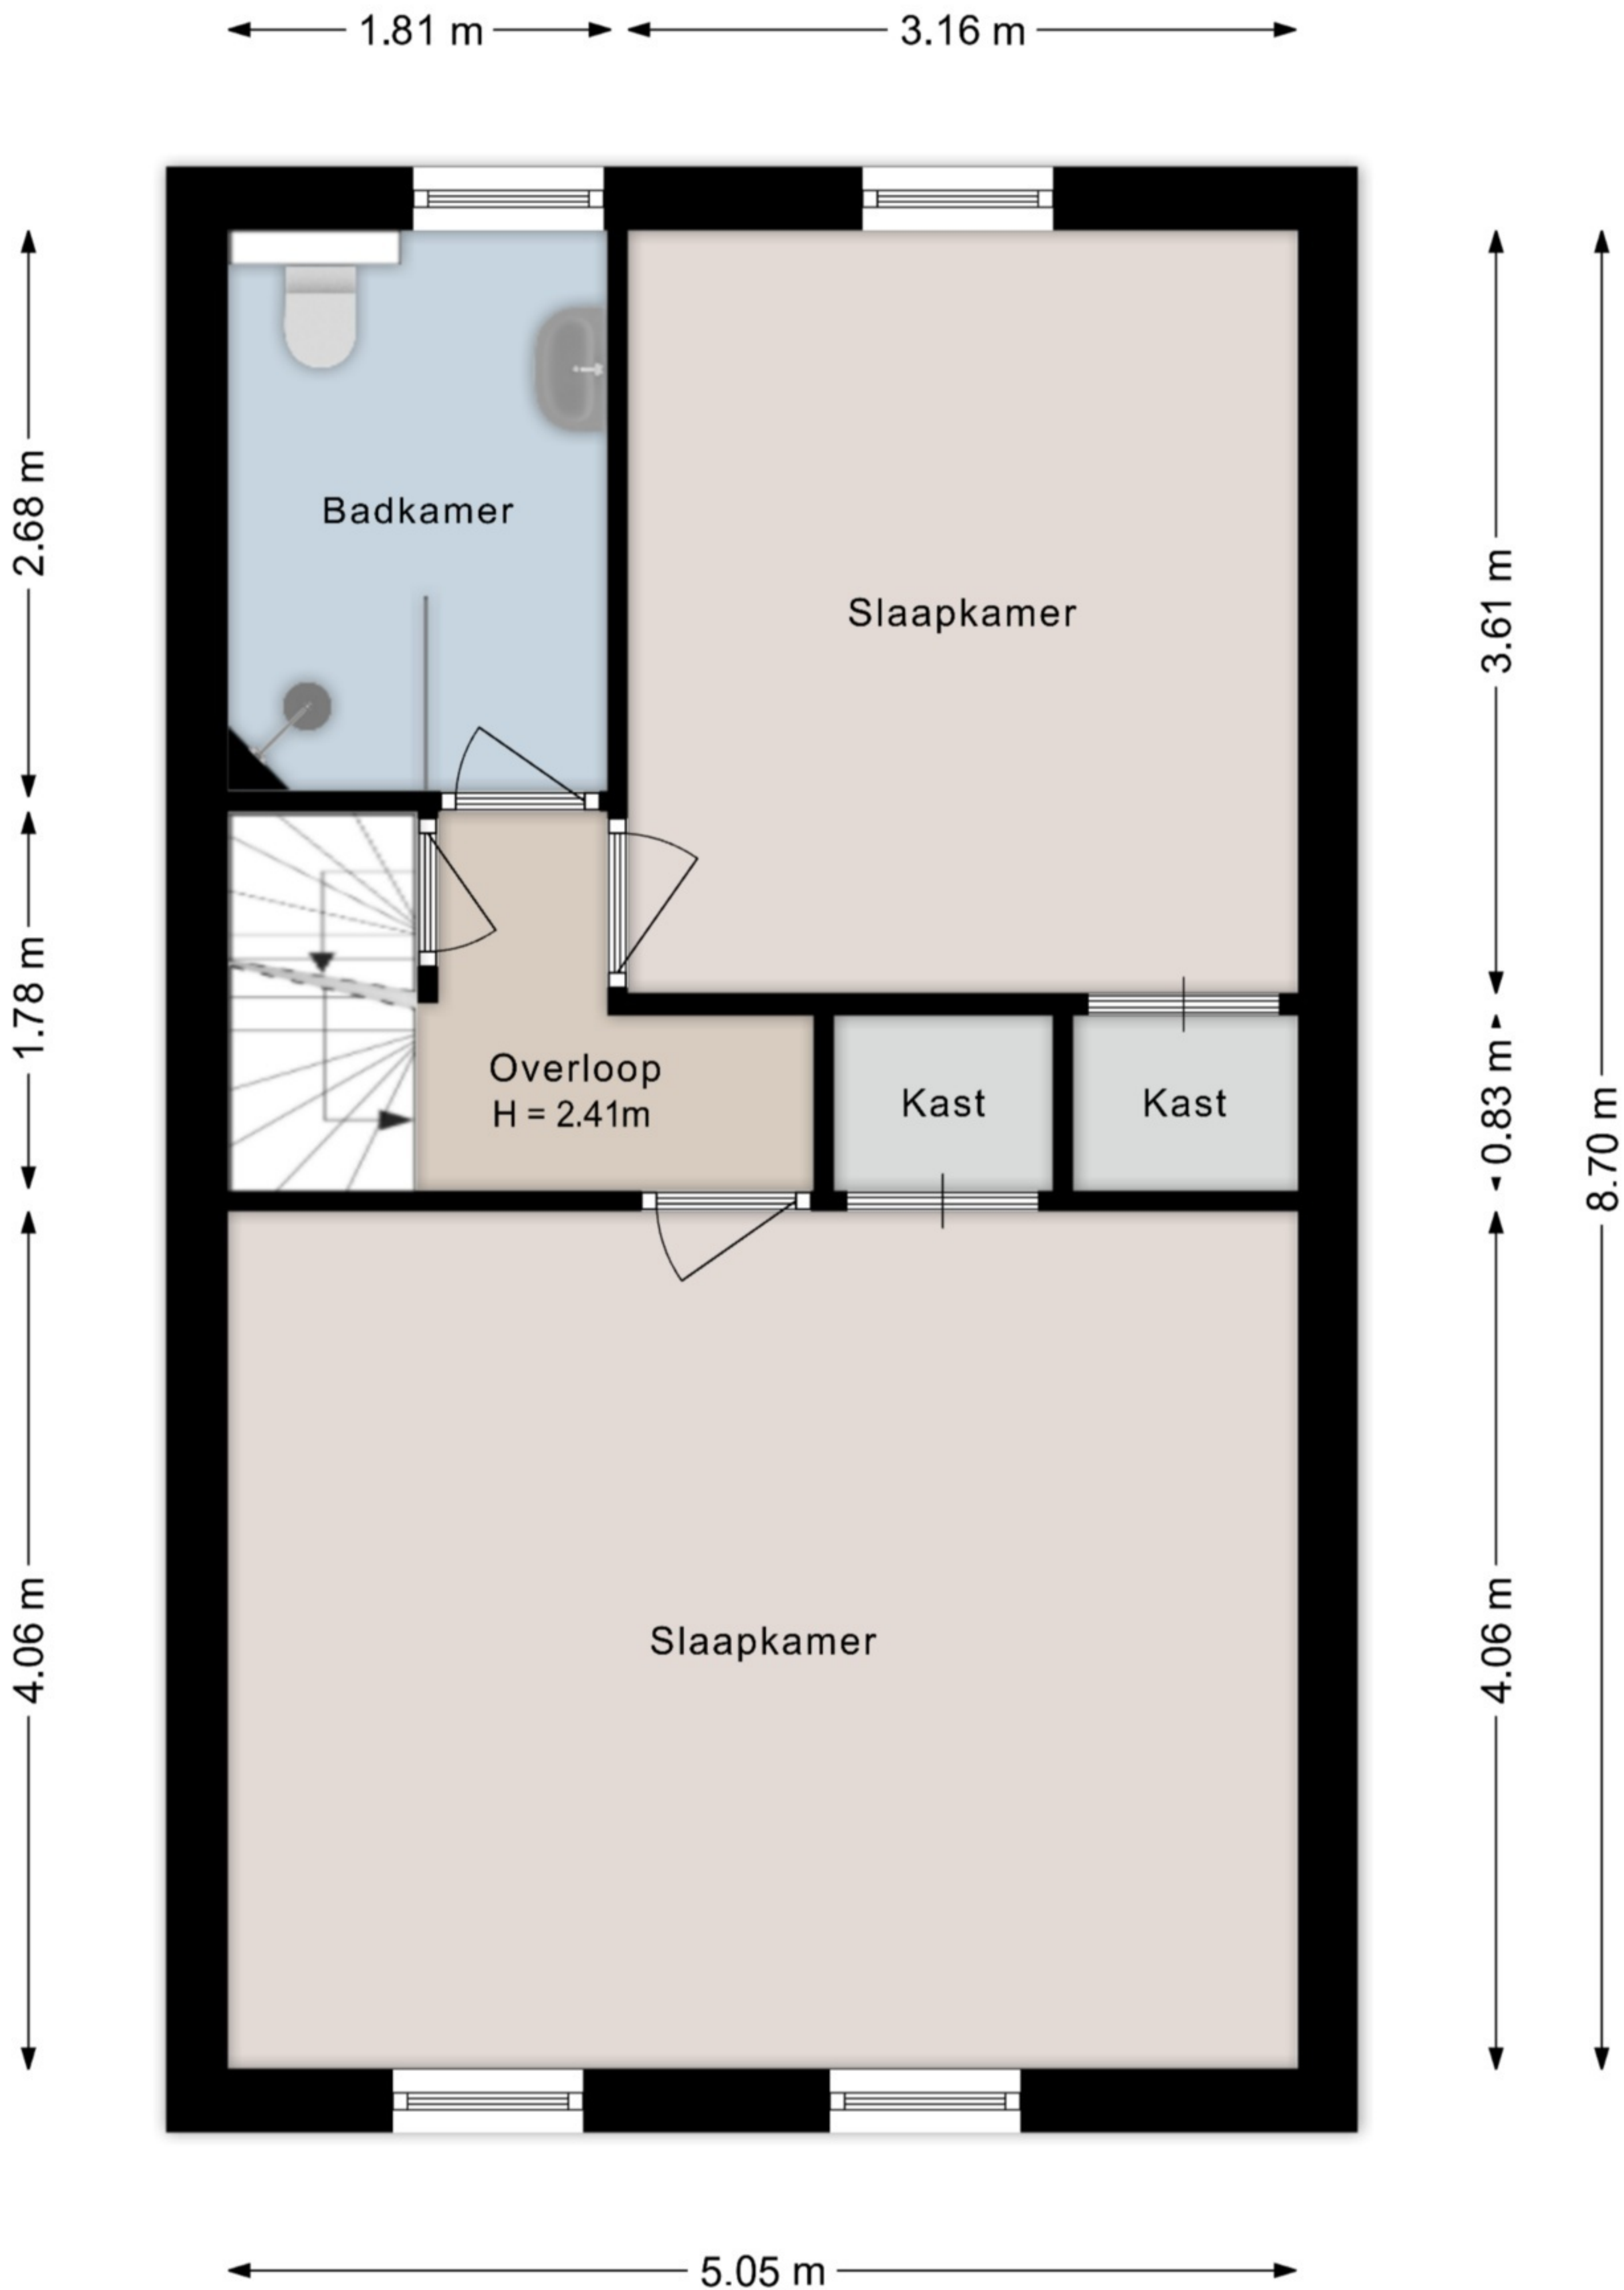 1.81 m
3.16 m
2.68 m
Badkamer
3.61 m
Slaapkamer
1.78 m
Overloop
H = 2.41m
Kast
Kast
0.83 m
8.70 m
4.06 m
Slaapkamer
4.06 m
5.05 m